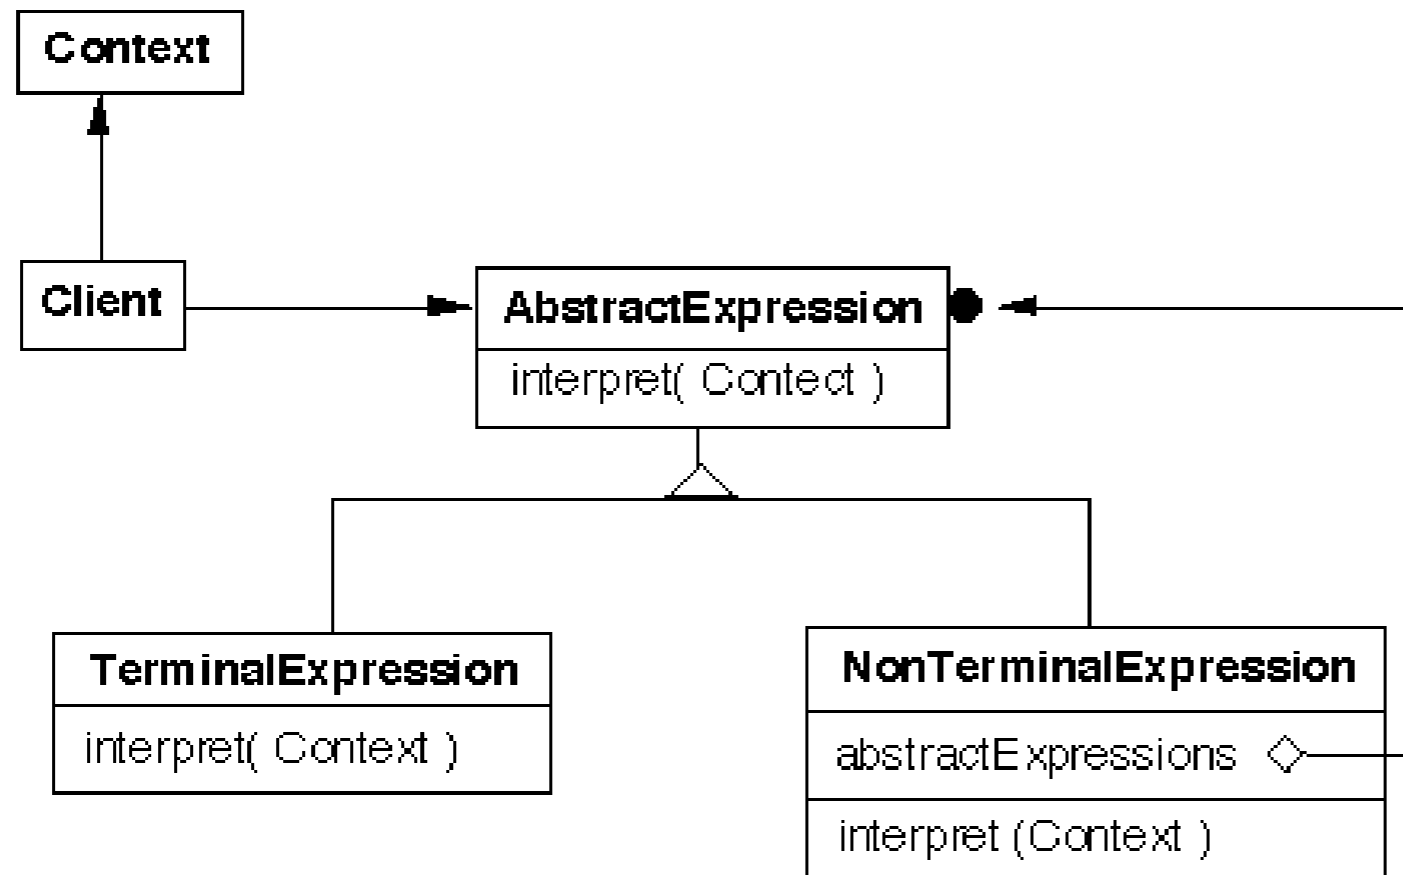 Context
Client
AbstractExpression
interpret( Contect )
TerminalExpression
interpret( Context )
NonTerminalExpression
abstractExpressions
interpret (Context )